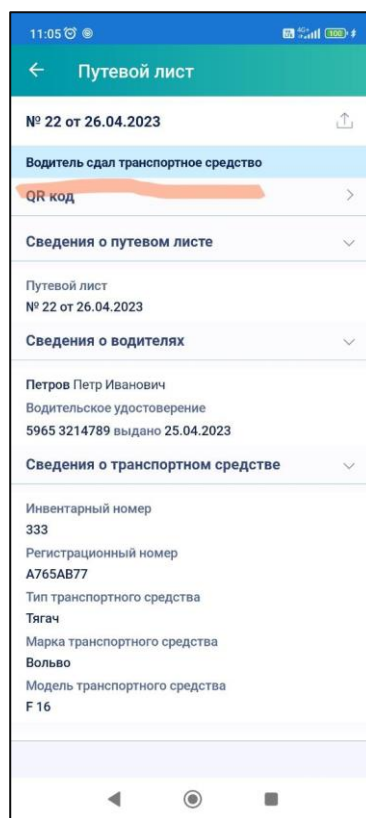 11:05
4G+
100
Путевой лист
№ 22 от 26.04.2023
Водитель сдал транспортное средство
QR код
Сведения о путевом листе
Путевой лист
№ 22 от 26.04.2023
Сведения о водителях
Петров Петр Иванович
Водительское удостоверение
5965 3214789 выдано 25.04.2023
Сведения о транспортном средстве
Инвентарный номер
333
Регистрационный номер
А765АВ77
Тип транспортного средства
Тягач
Марка транспортного средства
Вольво
Модель транспортного средства
F 16